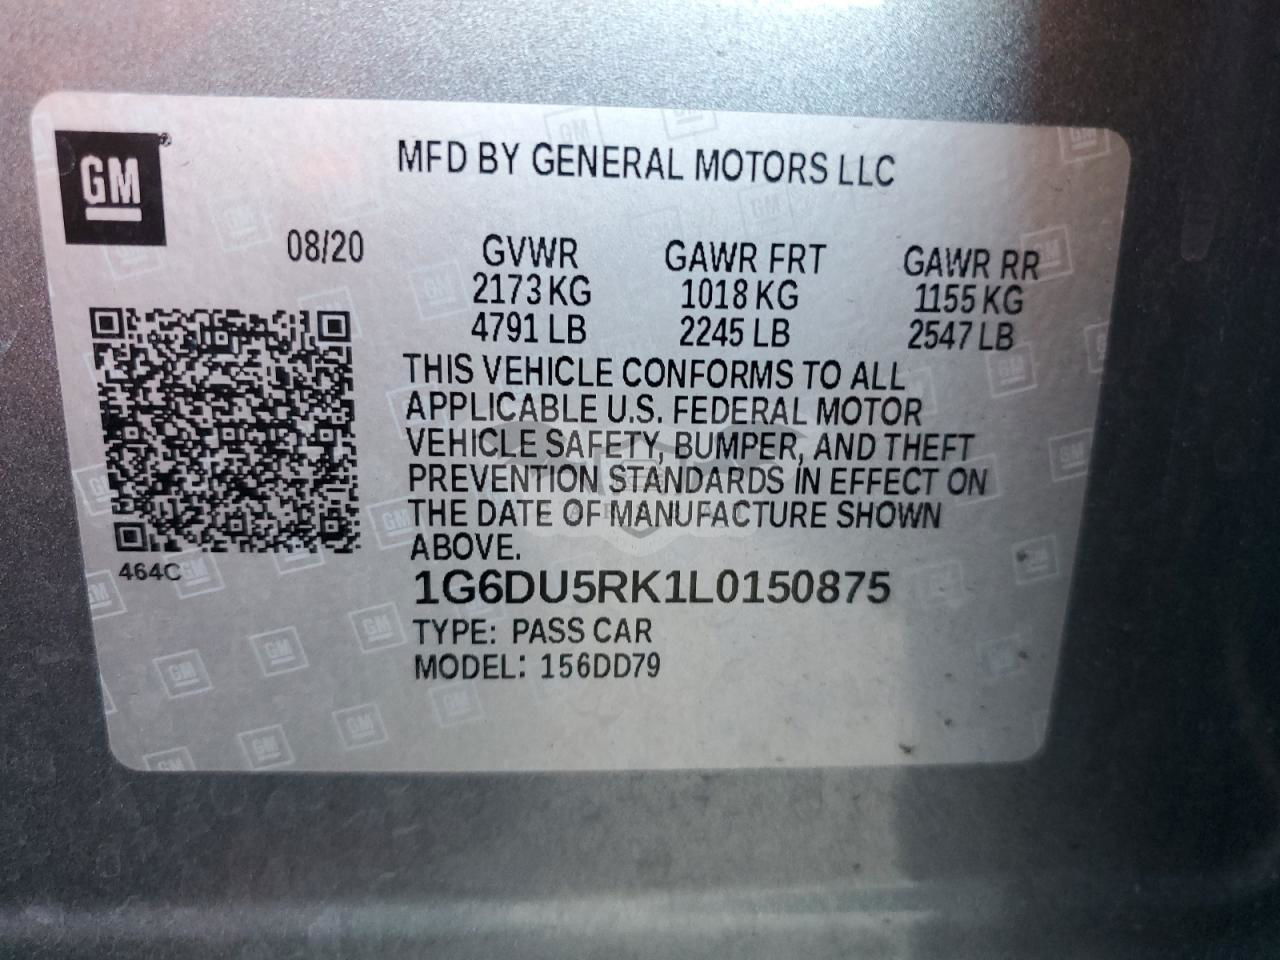 GM
MFD BY GENERAL MOTORS LLC
08/20
GVWR GAWR FRT GAWR RR
2173 KG 1018 KG 1155 KG
4791 LB 2245 LB 2547 LB
THIS VEHICLE CONFORMS TO ALL
APPLICABLE U.S. FEDERAL MOTOR
VEHICLE SAFETY, BUMPER, AND THEFT
PREVENTION STANDARDS IN EFFECT ON
THE DATE OF MANUFACTURE SHOWN
ABOVE.
464C
1G6DU5RK1L0150875
TYPE: PASS CAR
MODEL: 156DD79